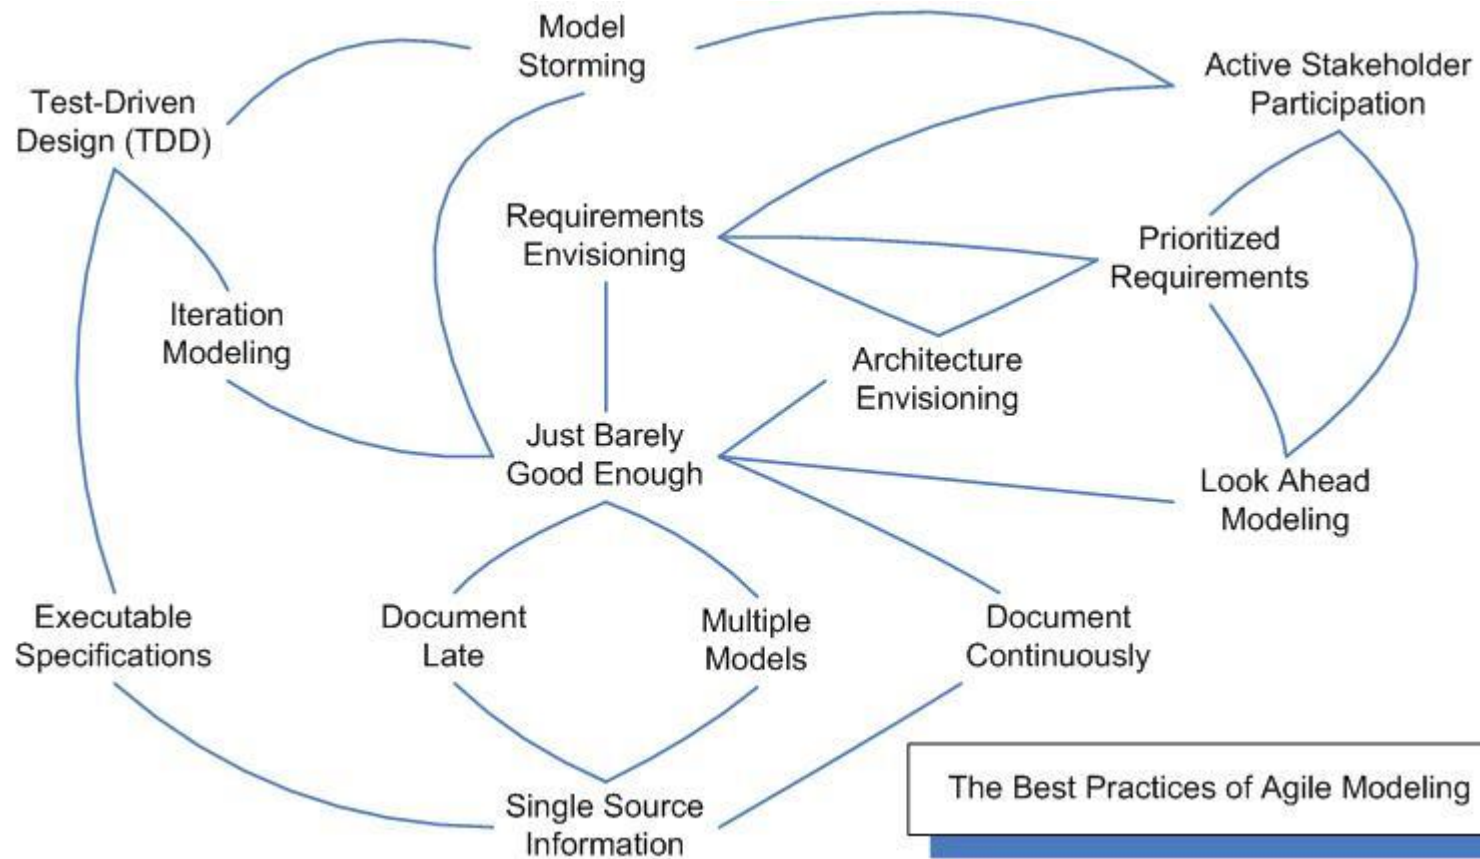 Model
Storming
Active Stakeholder
Participation
Test-Driven
Design (TDD)
Requirements
Envisioning
Prioritized
Requirements
Iteration
Modeling
Architecture
Envisioning
Just Barely
Good Enough
Look Ahead
Modeling
Executable
Specifications
Document
Late
Multiple
Models
Document
Continuously
Single Source
Information
The Best Practices of Agile Modeling